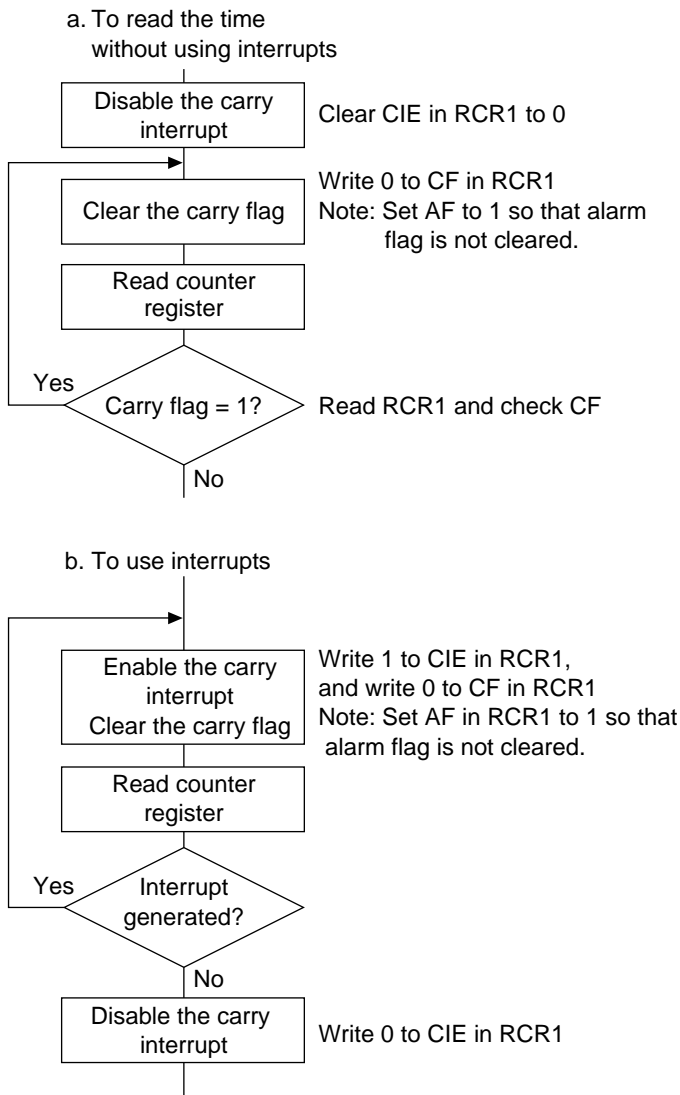 a. To read the time
without using interrupts
Disable the carry
interrupt
Clear CIE in RCR1 to 0
Clear the carry flag
Write 0 to CF in RCR1
Note: Set AF to 1 so that alarm
flag is not cleared.
Read counter
register
Yes
Carry flag = 1?
Read RCR1 and check CF
No
b. To use interrupts
Enable the carry
interrupt
Clear the carry flag
Write 1 to CIE in RCR1,
and write 0 to CF in RCR1
Note: Set AF in RCR1 to 1 so that
alarm flag is not cleared.
Read counter
register
Yes
Interrupt
generated?
No
Disable the carry
interrupt
Write 0 to CIE in RCR1